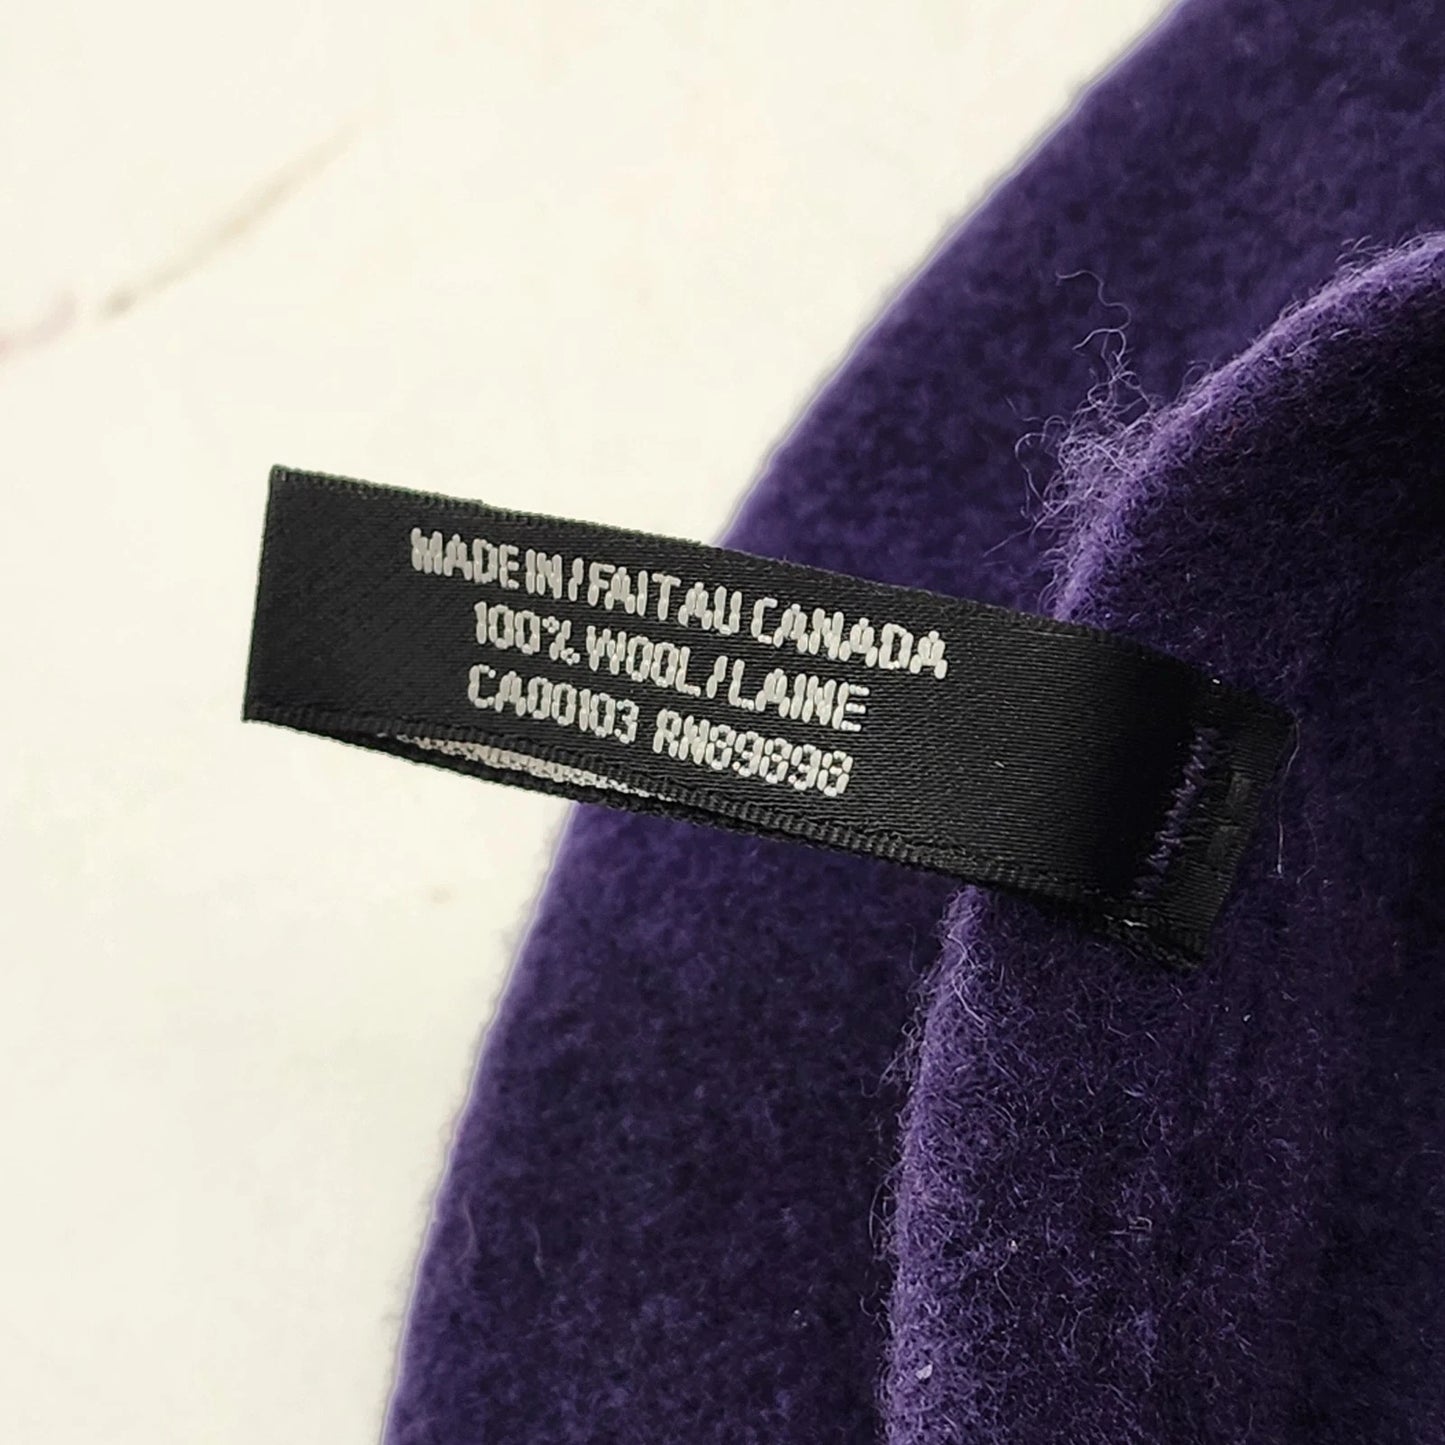 MADE IN / FAIT AU CANADA
100% WOOL / LAINE
CA00103 RN89898